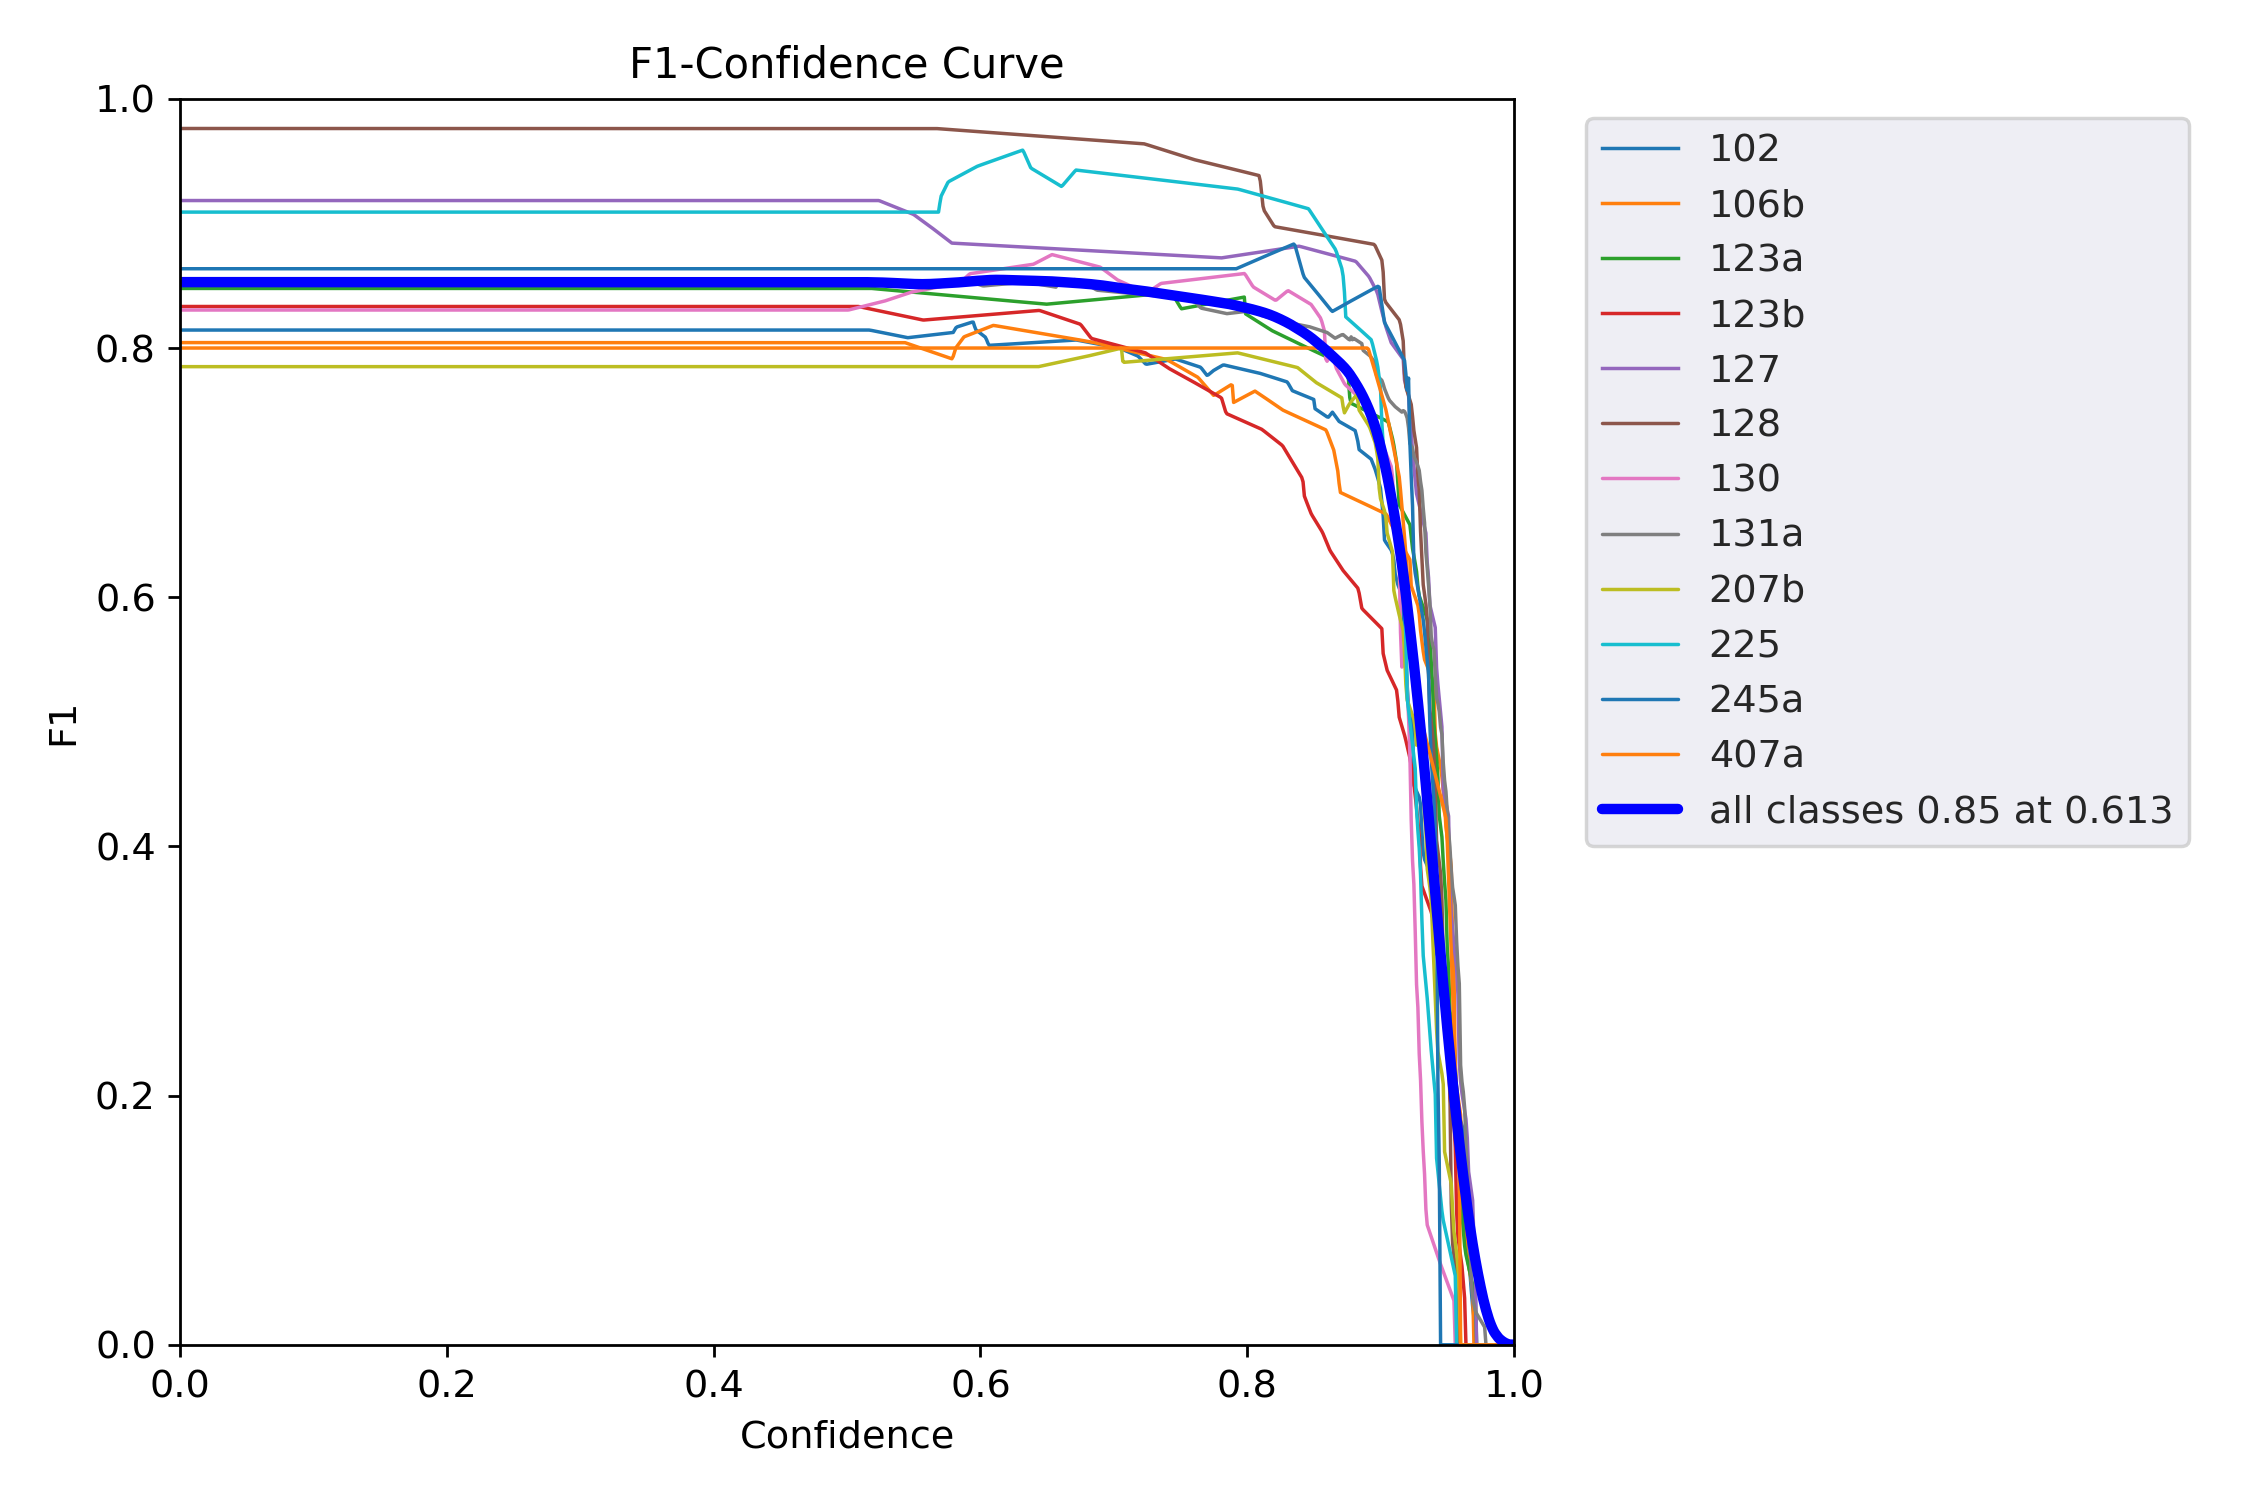 F1-Confidence Curve
1.0
0.8
0.6
0.4
0.2
0.0
F1
0.0 0.2 0.4 0.6 0.8 1.0
Confidence
102
106b
123a
123b
127
128
130
131a
207b
225
245a
407a
all classes 0.85 at 0.613